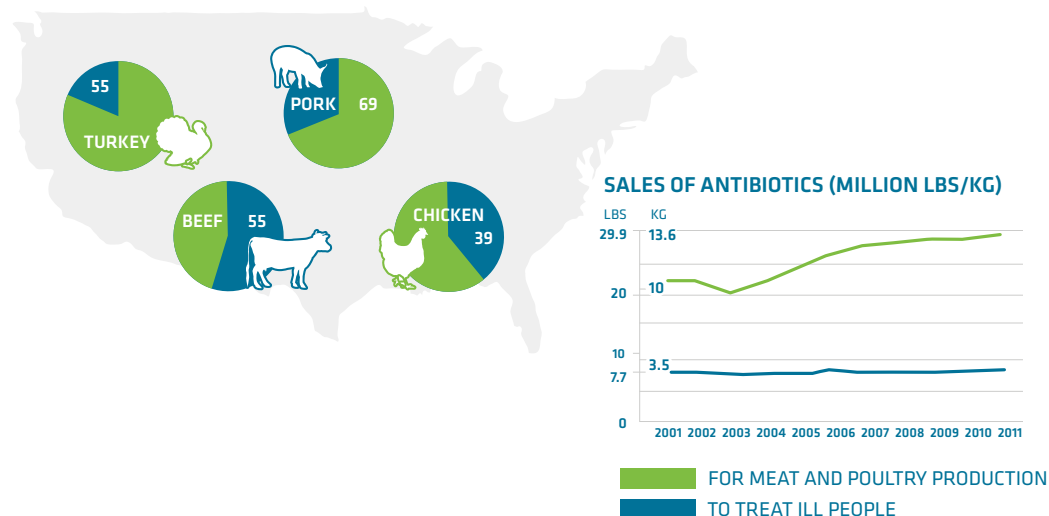 55
TURKEY
PORK
69
BEEF
55
CHICKEN
39
SALES OF ANTIBIOTICS (MILLION LBS/KG)
LBS KG
29.9 13.6
20 10
10
7.7 3.5
0
2001 2002 2003 2004 2005 2006 2007 2008 2009 2010 2011
FOR MEAT AND POULTRY PRODUCTION
TO TREAT ILL PEOPLE